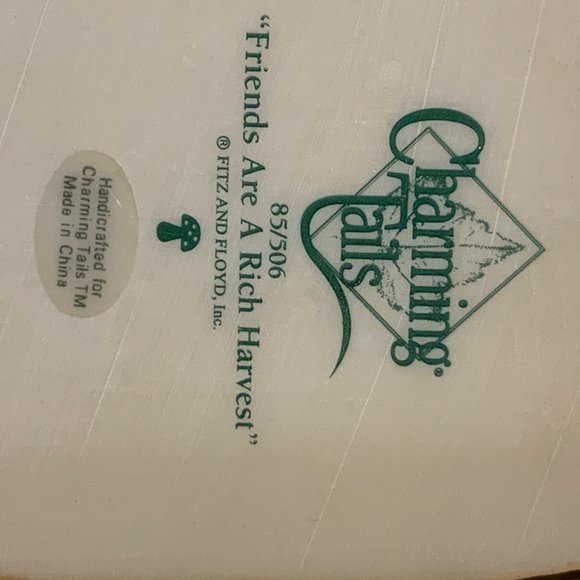 Charming
Tails®
85/506
"Friends Are A Rich Harvest"
® FITZ AND FLOYD, Inc.
Handicrafted for
Charming Tails TM
Made in China